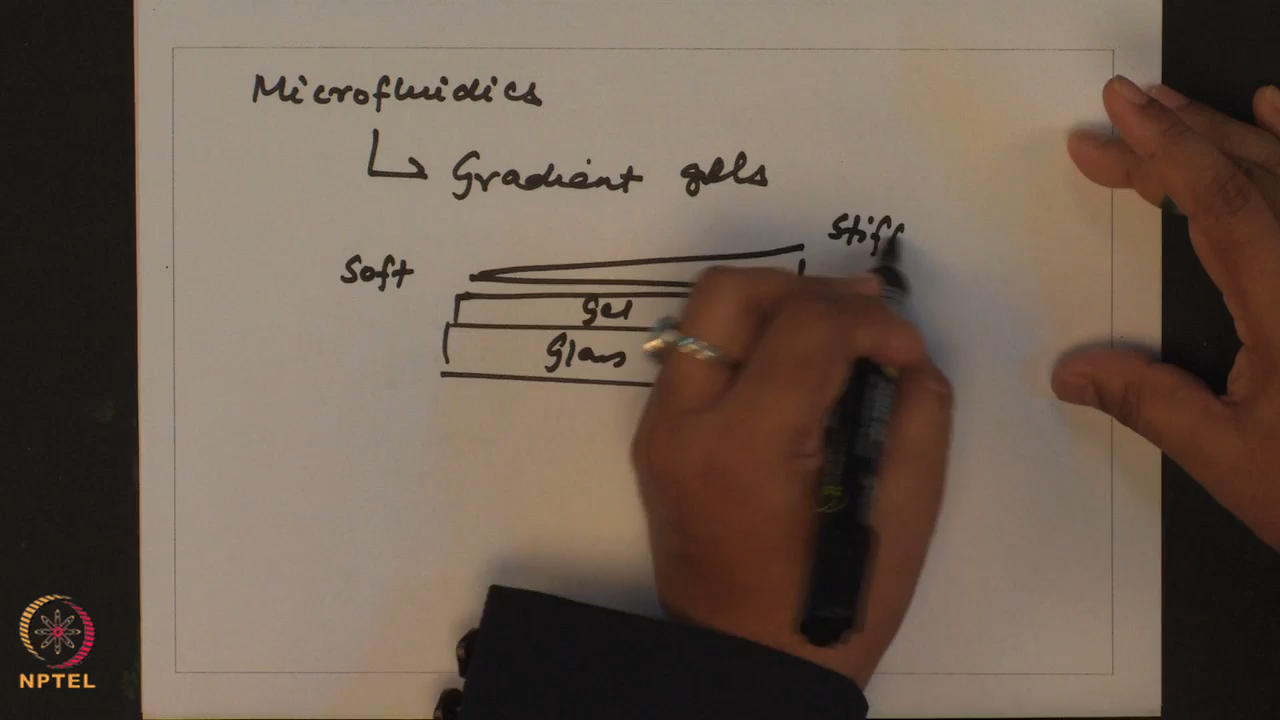 Microfluidics
Gradient gels
Soft
Stiff
Gel
Glass
NPTEL